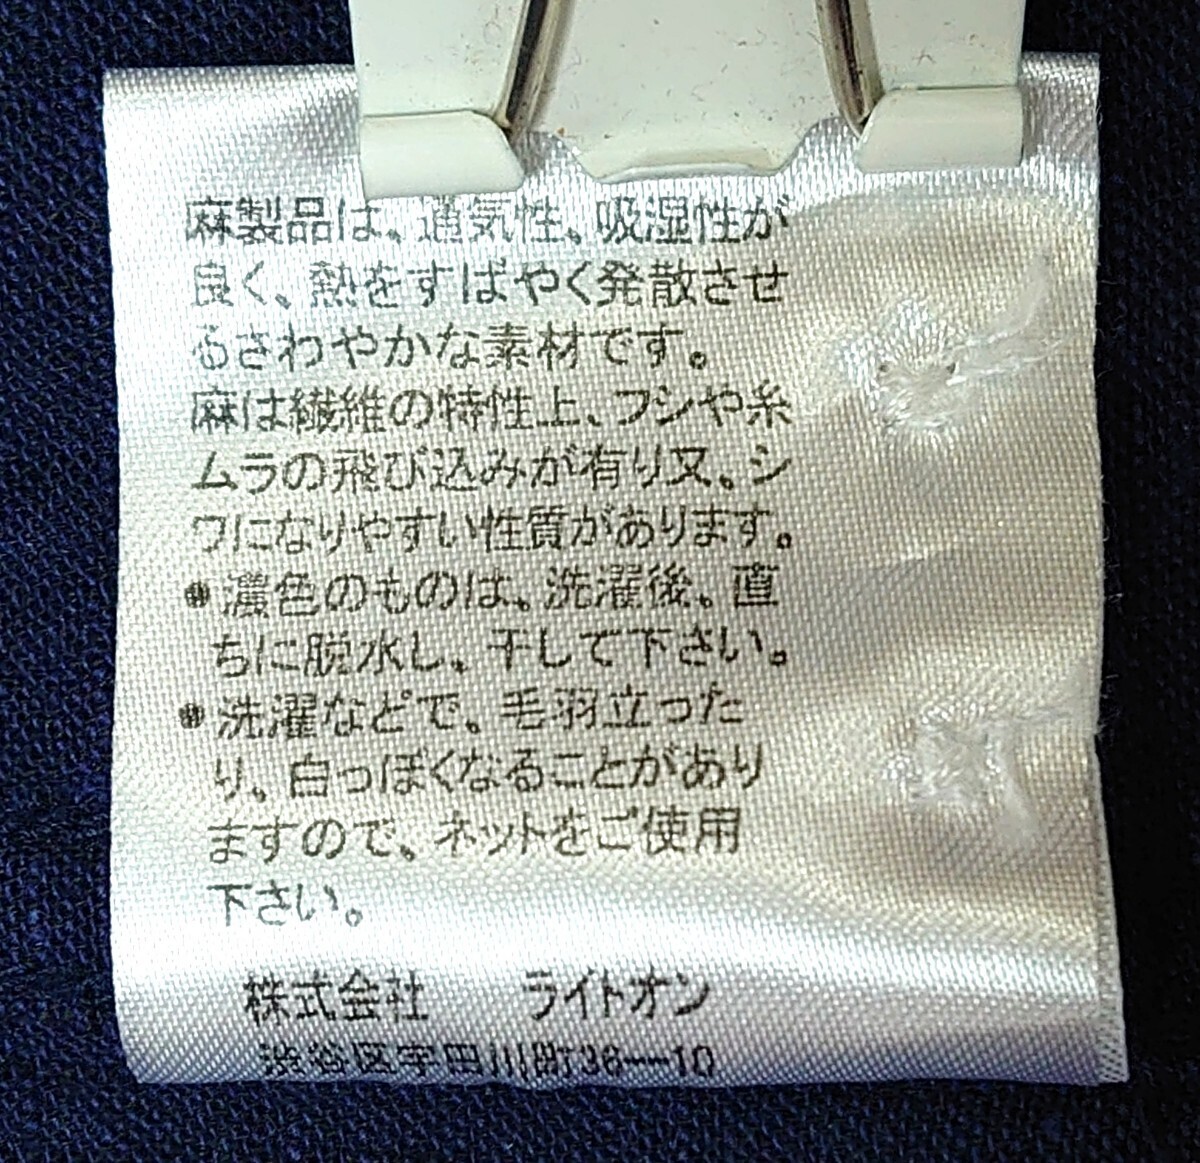 麻製品は、通気性、吸湿性が
良く、熱をすばやく発散させ
るさわやかな素材です。
麻は繊維の特性上、フシや糸
ムラの飛び込みが有り又、シ
ワになりやすい性質があります。
●濃色のものは、洗濯後、直
ちに脱水し、干して下さい。
●洗濯などで、毛羽立った
り、白っぽくなることがあり
ますので、ネットをご使用
下さい。
株式会社 ライトオン
渋谷区宇田川町36ー10